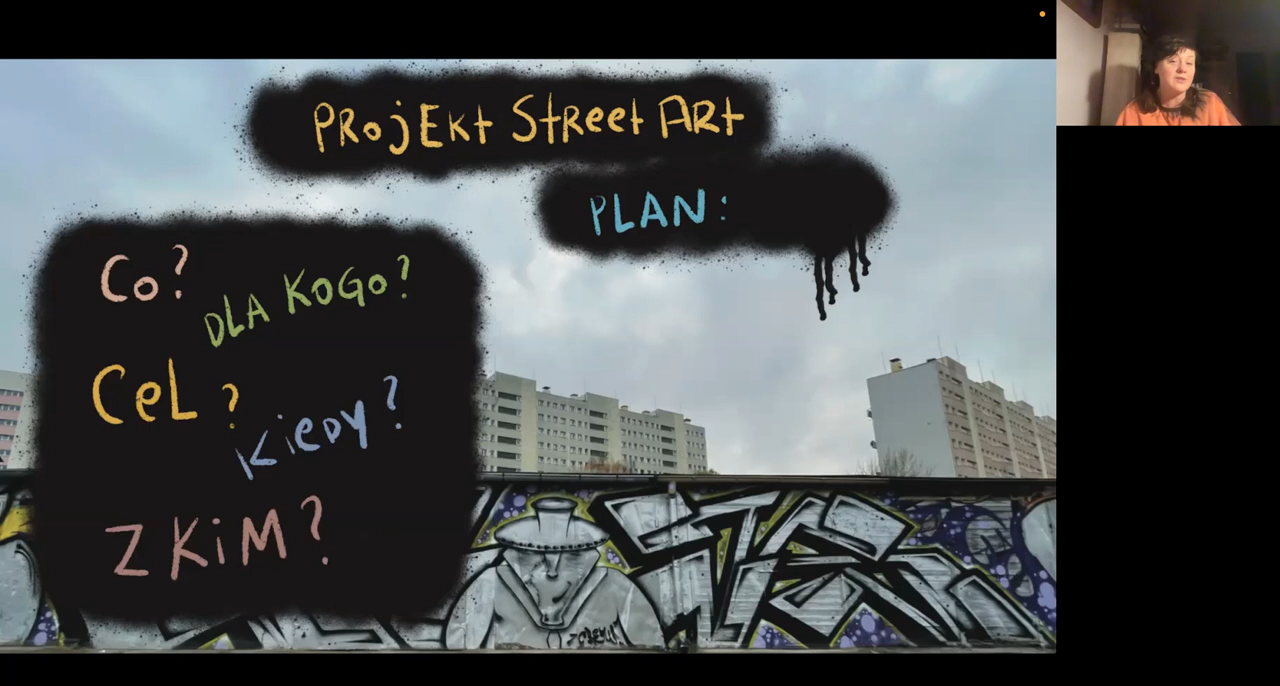 PROjEKt StReet ARt
PLAN:
Co?
DLA KOGO?
CeL?
KiEDY?
Z KiM?